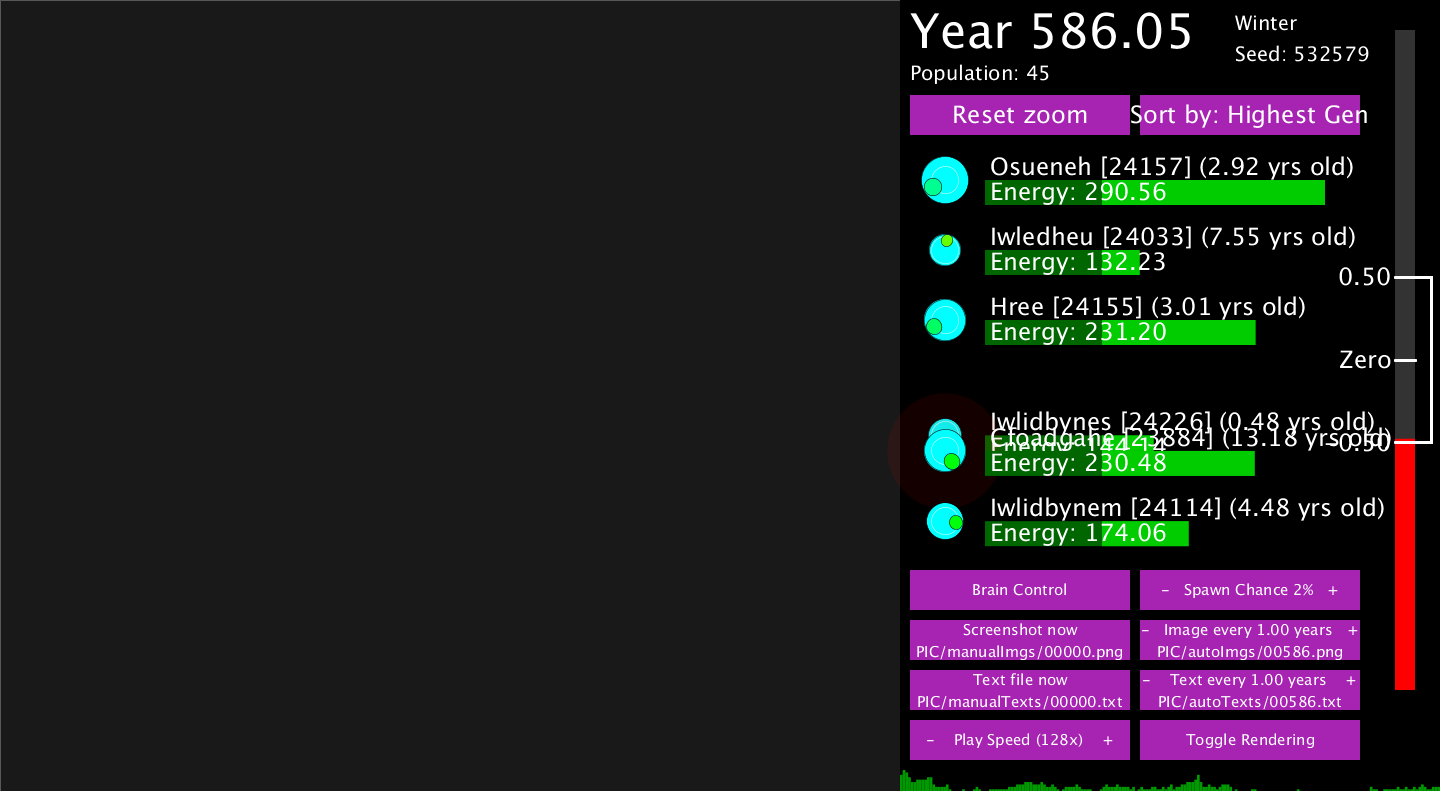 Year 586.05
Winter
Seed: 532579
Population: 45
Reset zoom
Sort by: Highest Gen
Osueneh [24157] (2.92 yrs old)
Energy: 290.56
Iwledheu [24033] (7.55 yrs old)
Energy: 132.23
0.50
Hree [24155] (3.01 yrs old)
Energy: 231.20
Zero
Iwlidbynes [24226] (0.48 yrs old)
Energy: 144.14
[23884] (13.18 yrs old)
-0.50
Energy: 230.48
Iwlidbynem [24114] (4.48 yrs old)
Energy: 174.06
Brain Control
- Spawn Chance 2% +
Screenshot now
PIC/manualImgs/00000.png
- Image every 1.00 years +
PIC/autoImgs/00586.png
Text file now
PIC/manualTexts/00000.txt
- Text every 1.00 years +
PIC/autoTexts/00586.txt
- Play Speed (128x) +
Toggle Rendering